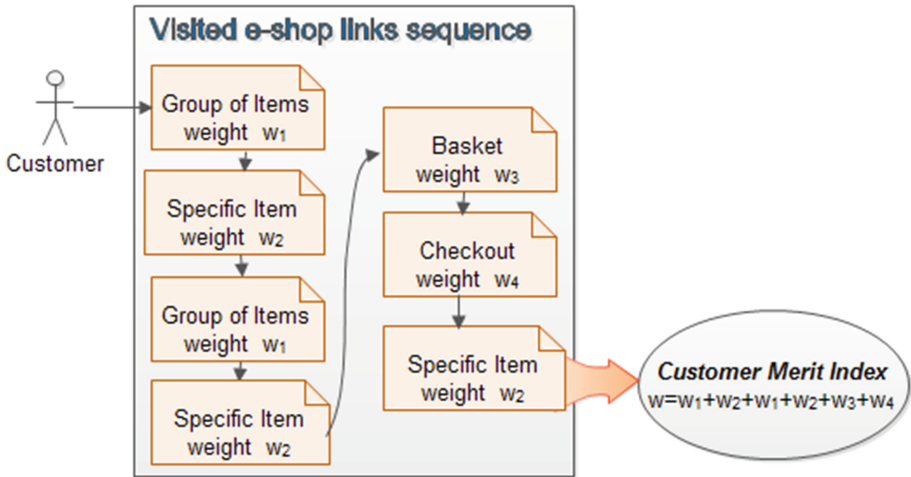 Visited e-shop links sequence
Customer
Group of Items
weight w₁
Specific Item
weight w₂
Group of Items
weight w₁
Specific Item
weight w₂
Basket
weight w₃
Checkout
weight w₄
Specific Item
weight w₂
Customer Merit Index
w=w₁+w₂+w₁+w₂+w₃+w₄